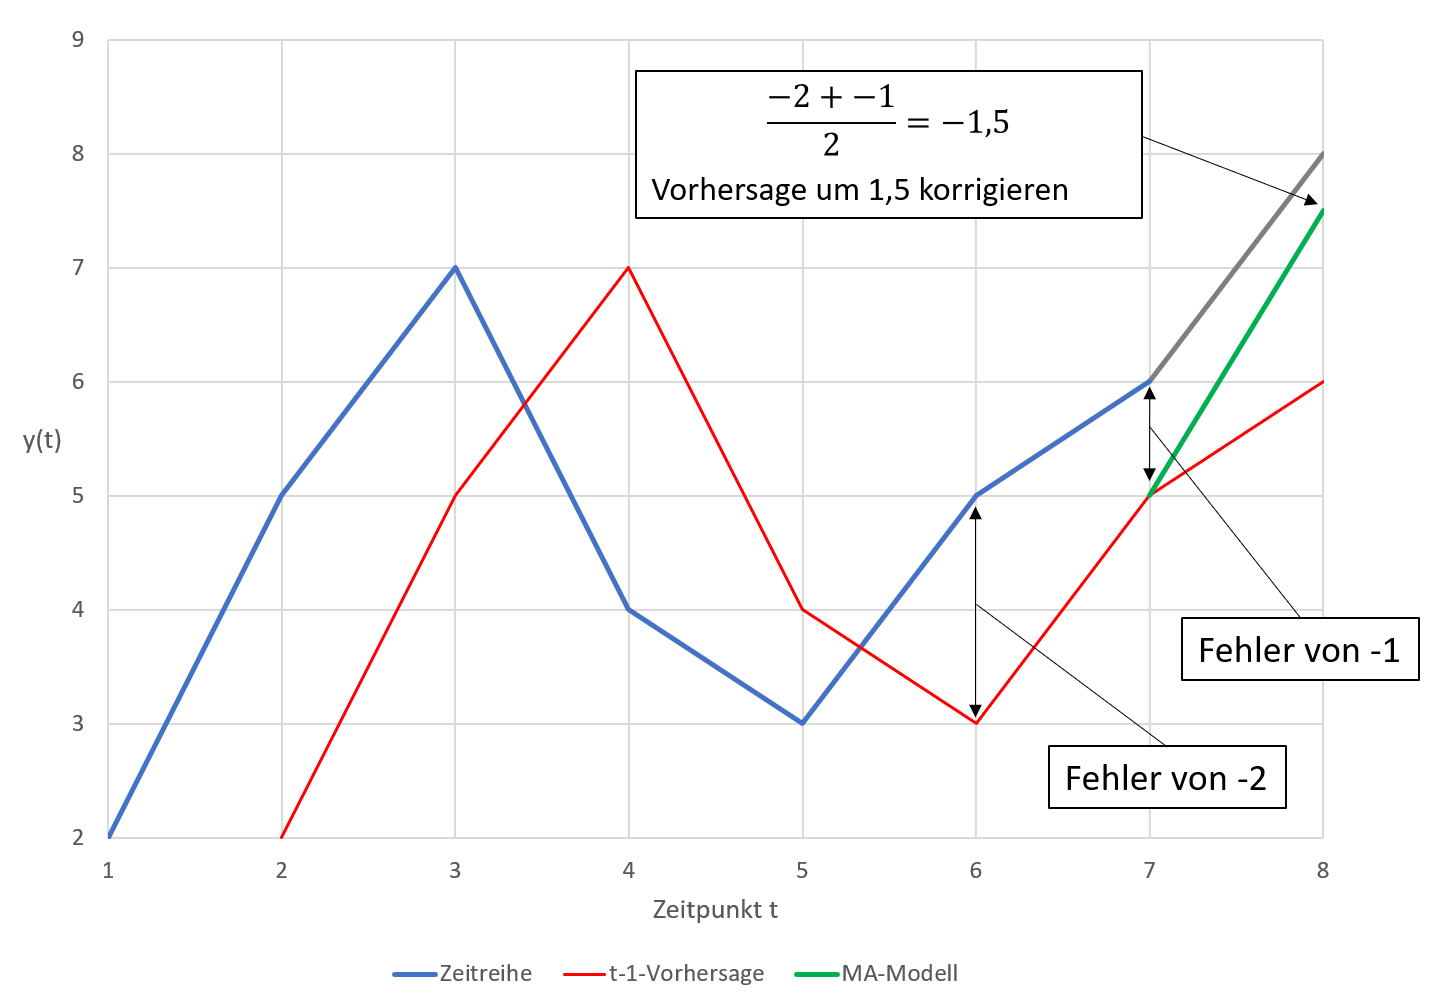 9
8
7
6
5
4
3
2
y(t)
−2 + −1
2
= −1,5
Vorhersage um 1,5 korrigieren
Fehler von -1
Fehler von -2
1 2 3 4 5 6 7 8
Zeitpunkt t
Zeitreihe t-1-Vorhersage MA-Modell